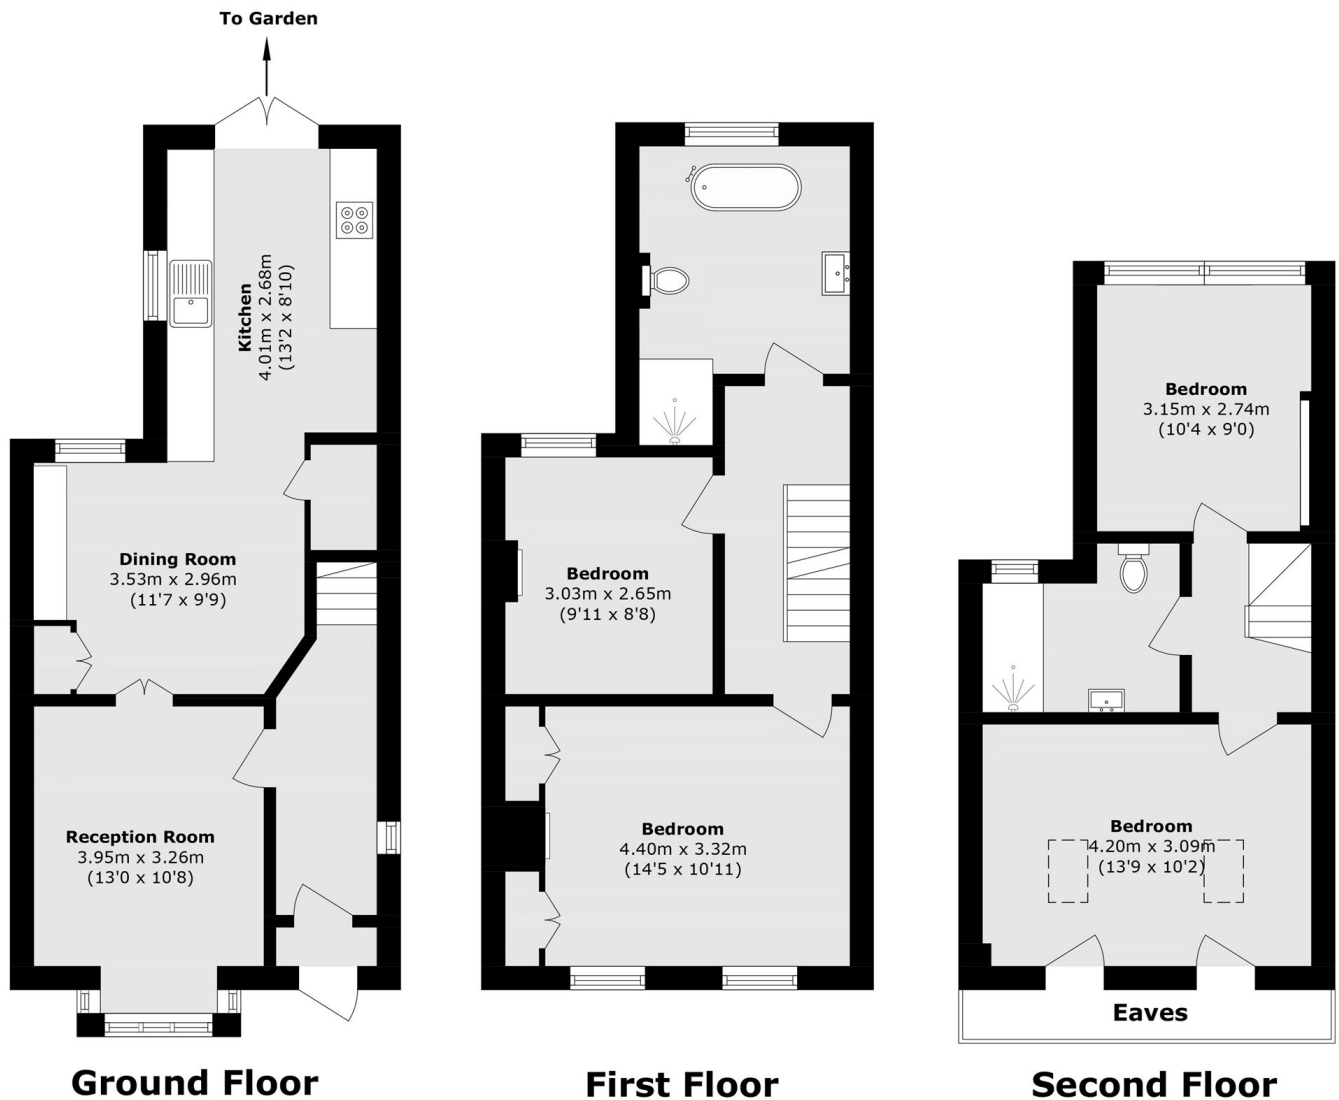 To Garden
Kitchen
4.01m x 2.68m
(13'2 x 8'10)
Dining Room
3.53m x 2.96m
(11'7 x 9'9)
Reception Room
3.95m x 3.26m
(13'0 x 10'8)
Ground Floor
Bedroom
3.03m x 2.65m
(9'11 x 8'8)
Bedroom
4.40m x 3.32m
(14'5 x 10'11)
First Floor
Bedroom
3.15m x 2.74m
(10'4 x 9'0)
Bedroom
4.20m x 3.09m
(13'9 x 10'2)
Eaves
Second Floor